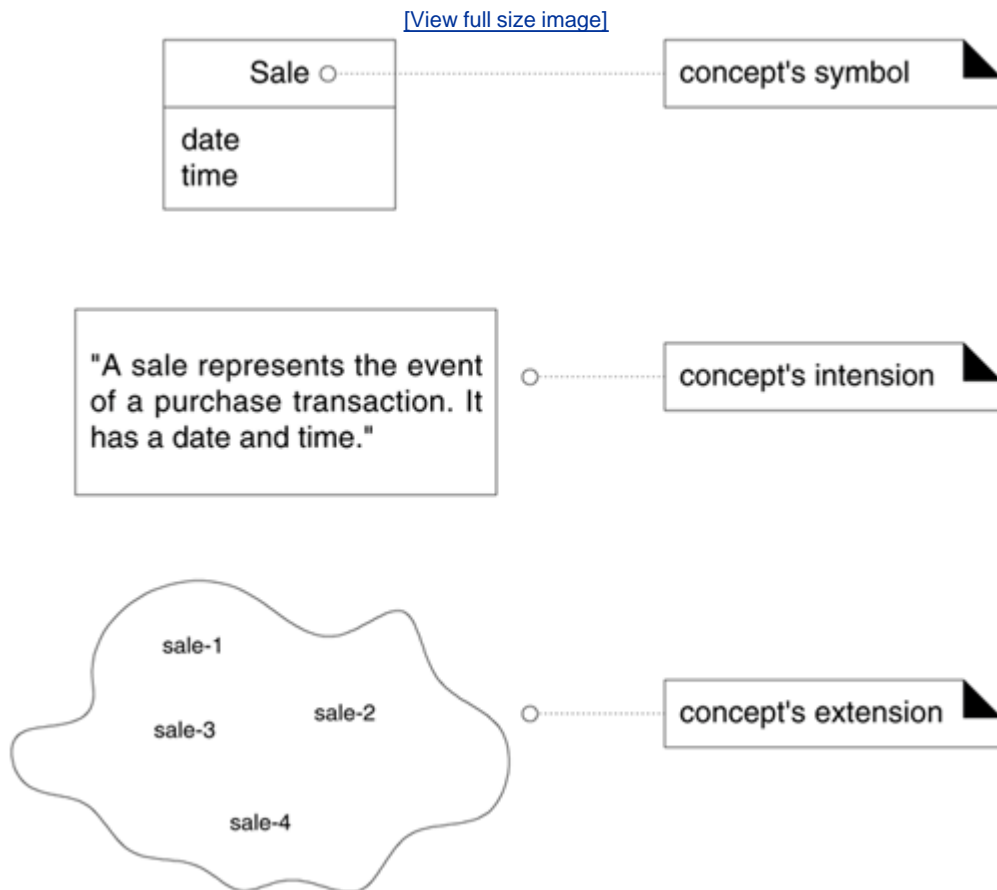 [View full size image]
Sale
concept's symbol
date
time
"A sale represents the event
of a purchase transaction. It
has a date and time."
concept's intension
sale-1
sale-2
sale-3
concept's extension
sale-4